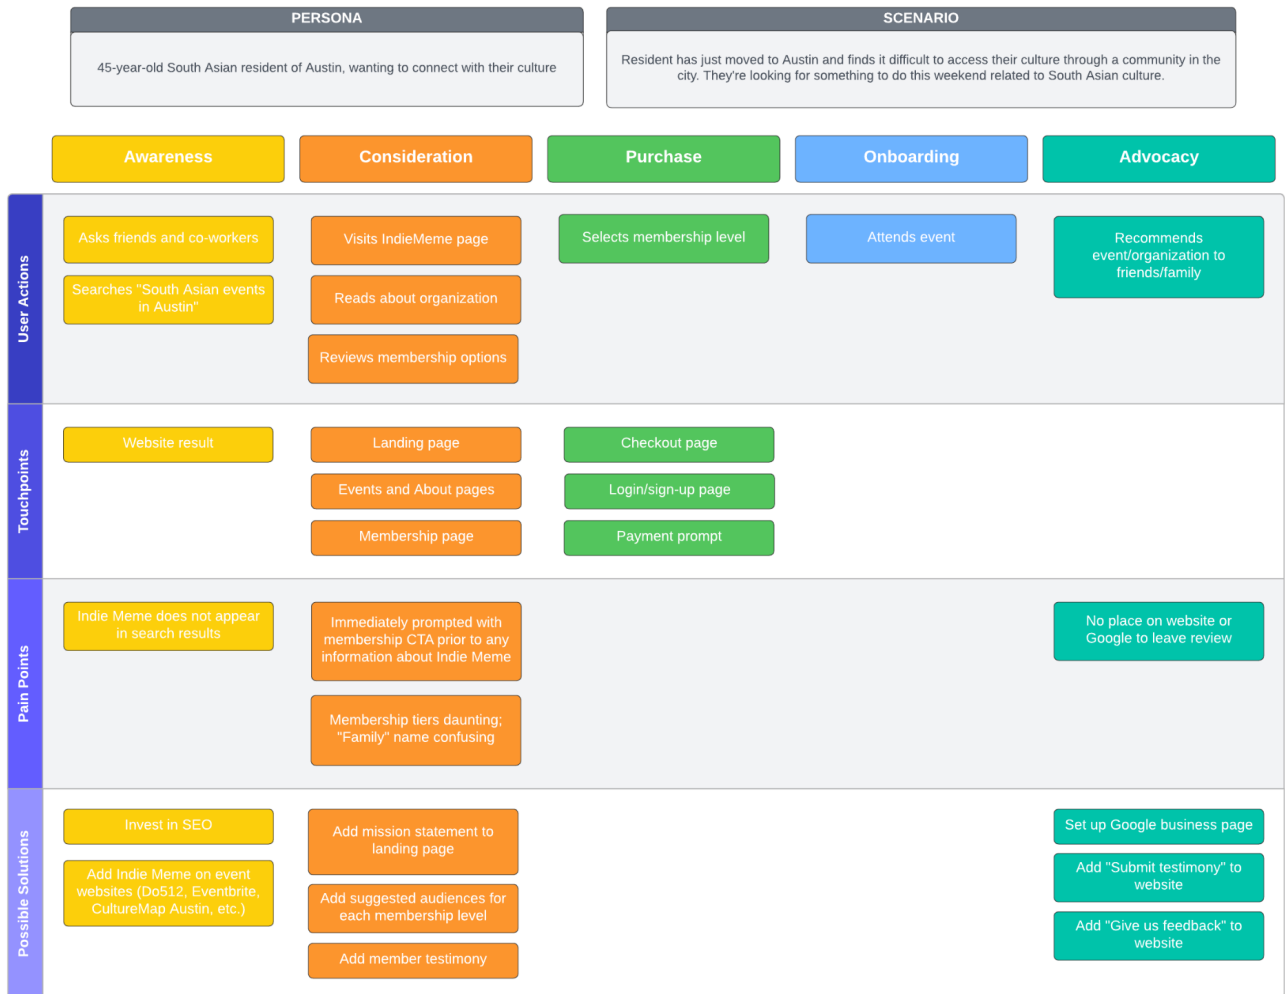 PERSONA
45-year-old South Asian resident of Austin, wanting to connect with their culture
SCENARIO
Resident has just moved to Austin and finds it difficult to access their culture through a community in the
city. They're looking for something to do this weekend related to South Asian culture.
Awareness
Consideration
Purchase
Onboarding
Advocacy
User Actions
Asks friends and co-workers
Searches "South Asian events
in Austin"
Visits IndieMeme page
Reads about organization
Reviews membership options
Selects membership level
Attends event
Recommends
event/organization to
friends/family
Touchpoints
Website result
Landing page
Events and About pages
Membership page
Checkout page
Login/sign-up page
Payment prompt
Pain Points
Indie Meme does not appear
in search results
Immediately prompted with
membership CTA prior to any
information about Indie Meme
Membership tiers daunting;
"Family" name confusing
No place on website or
Google to leave review
Possible Solutions
Invest in SEO
Add Indie Meme on event
websites (Do512, Eventbrite,
CultureMap Austin, etc.)
Add mission statement to
landing page
Add suggested audiences for
each membership level
Add member testimony
Set up Google business page
Add "Submit testimony" to
website
Add "Give us feedback" to
website